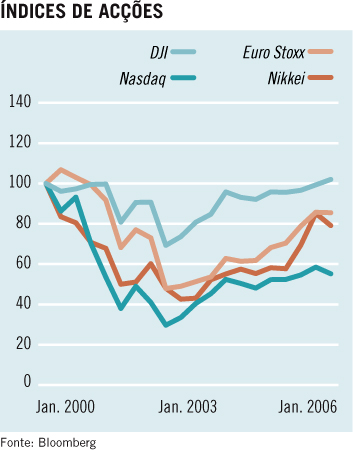 ÍNDICES DE ACÇÕES
DJI Euro Stoxx
Nasdaq Nikkei
140
120
100
80
60
40
20
0
Jan. 2000 Jan. 2003 Jan. 2006
Fonte: Bloomberg